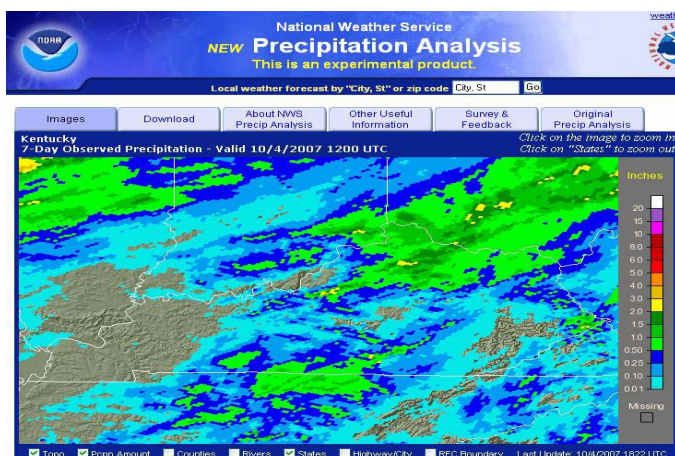 weath
NOAA
National Weather Service
NEW Precipitation Analysis
This is an experimental product.
Local weather forecast by "City, St" or zip code City, St Go
Images
Download
About NWS
Precip Analysis
Other Useful
Information
Survey &
Feedback
Original
Precip Analysis
Kentucky
7-Day Observed Precipitation - Valid 10/4/2007 1200 UTC
Click on the image to zoom in
Click on "States" to zoom out
Inches
20
15
10
8.0
6.0
5.0
4.0
3.0
2.0
1.5
1.0
0.50
0.25
0.10
0.01
Missing
Topo Pcpn Amount Counties Rivers States Highway/City RFC Boundary Last Update: 10/4/2007 1822 UTC